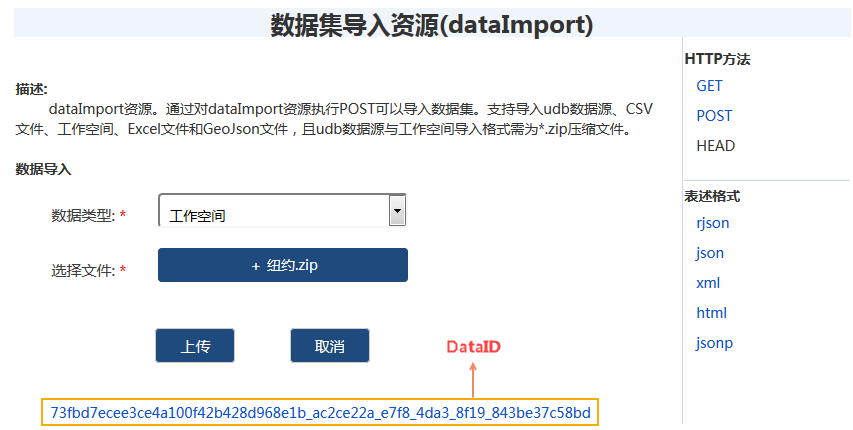 数据集导入资源(dataImport)
描述:
dataImport资源。通过对dataImport资源执行POST可以导入数据集。支持导入udb数据源、CSV
文件、工作空间、Excel文件和GeoJson文件，且udb数据源与工作空间导入格式需为*.zip压缩文件。
数据导入
数据类型: * 工作空间
选择文件: * + 纽约.zip
上传 取消
DataID
73fbd7ecee3ce4a100f42b428d968e1b_ac2ce22a_e7f8_4da3_8f19_843be37c58bd
HTTP方法
GET
POST
HEAD
表述格式
rjson
json
xml
html
jsonp